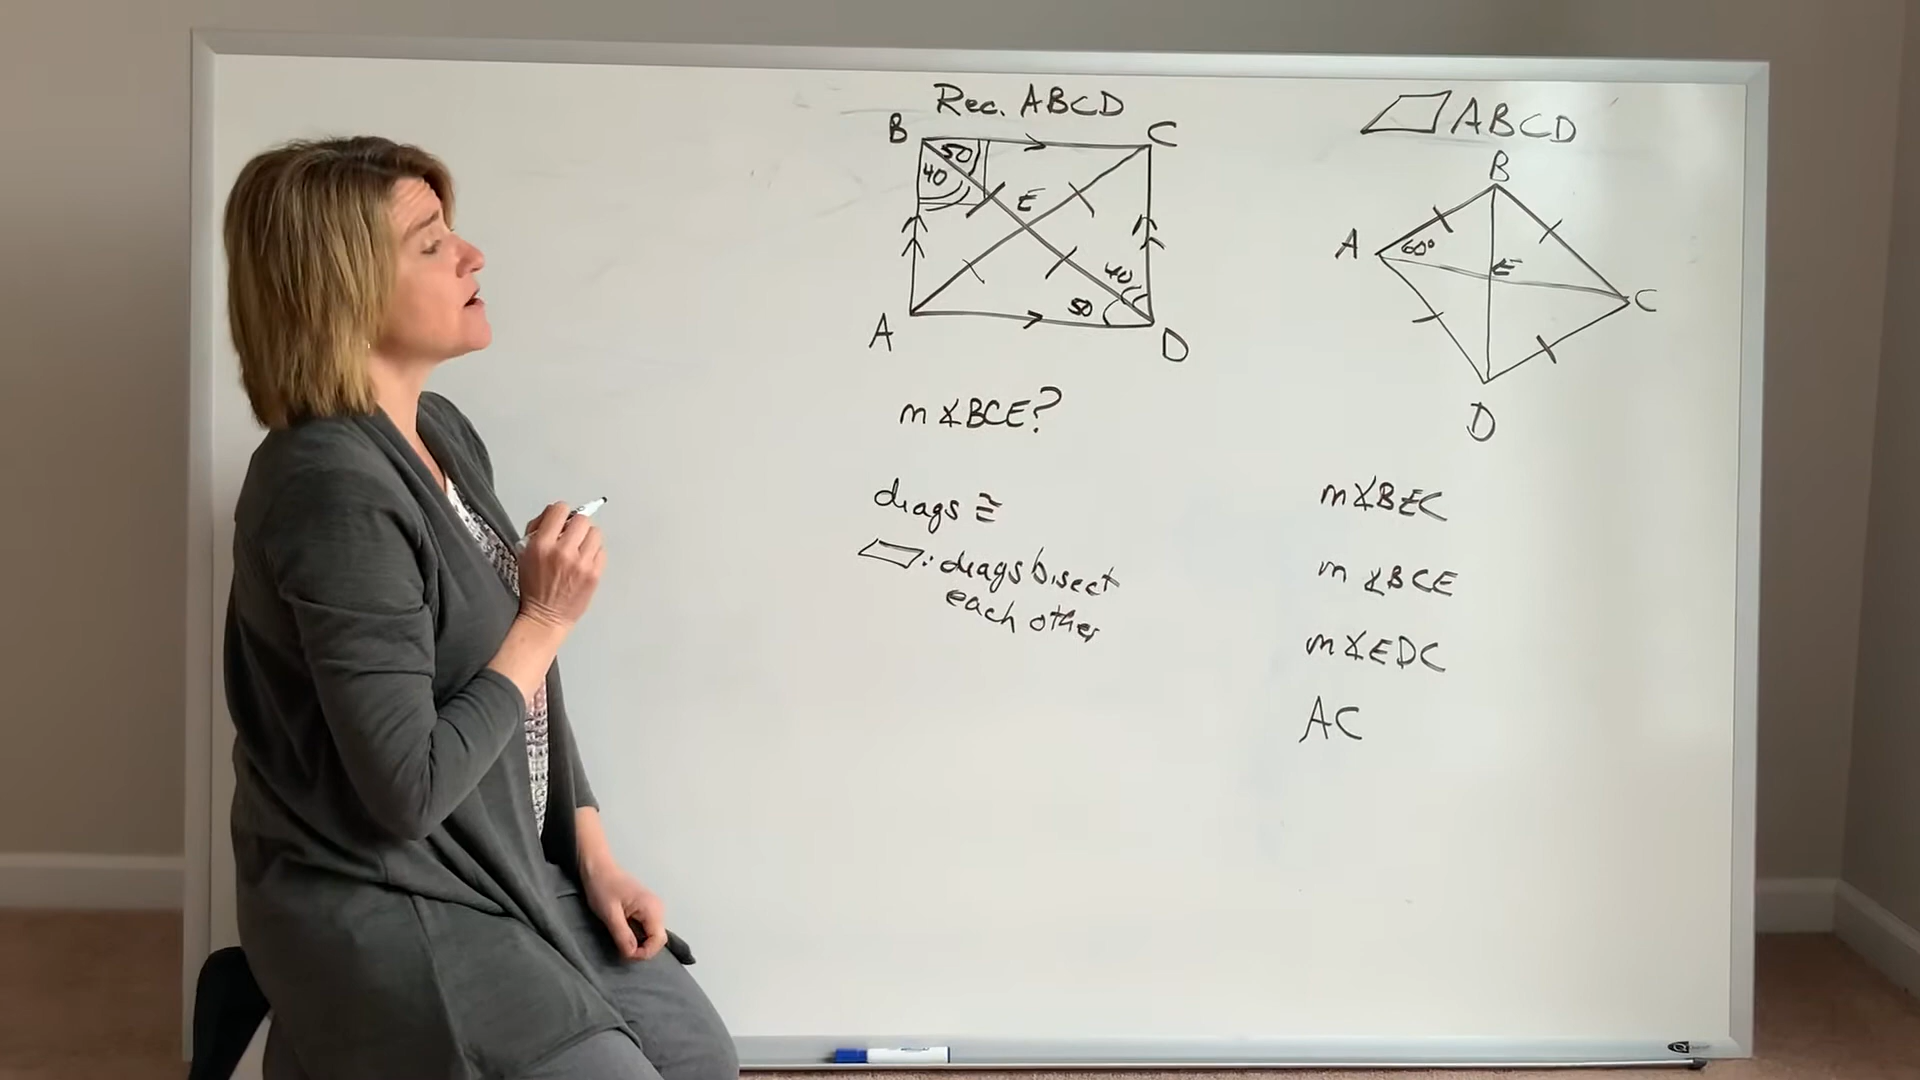 Rec. ABCD
B
C
50
40
E
40
50
A
D
m∡BCE?
diags ≅
▱: diags bisect
each other
▱ABCD
B
A
60°
E
C
D
m∡BEC
m∡BCE
m∡EDC
AC